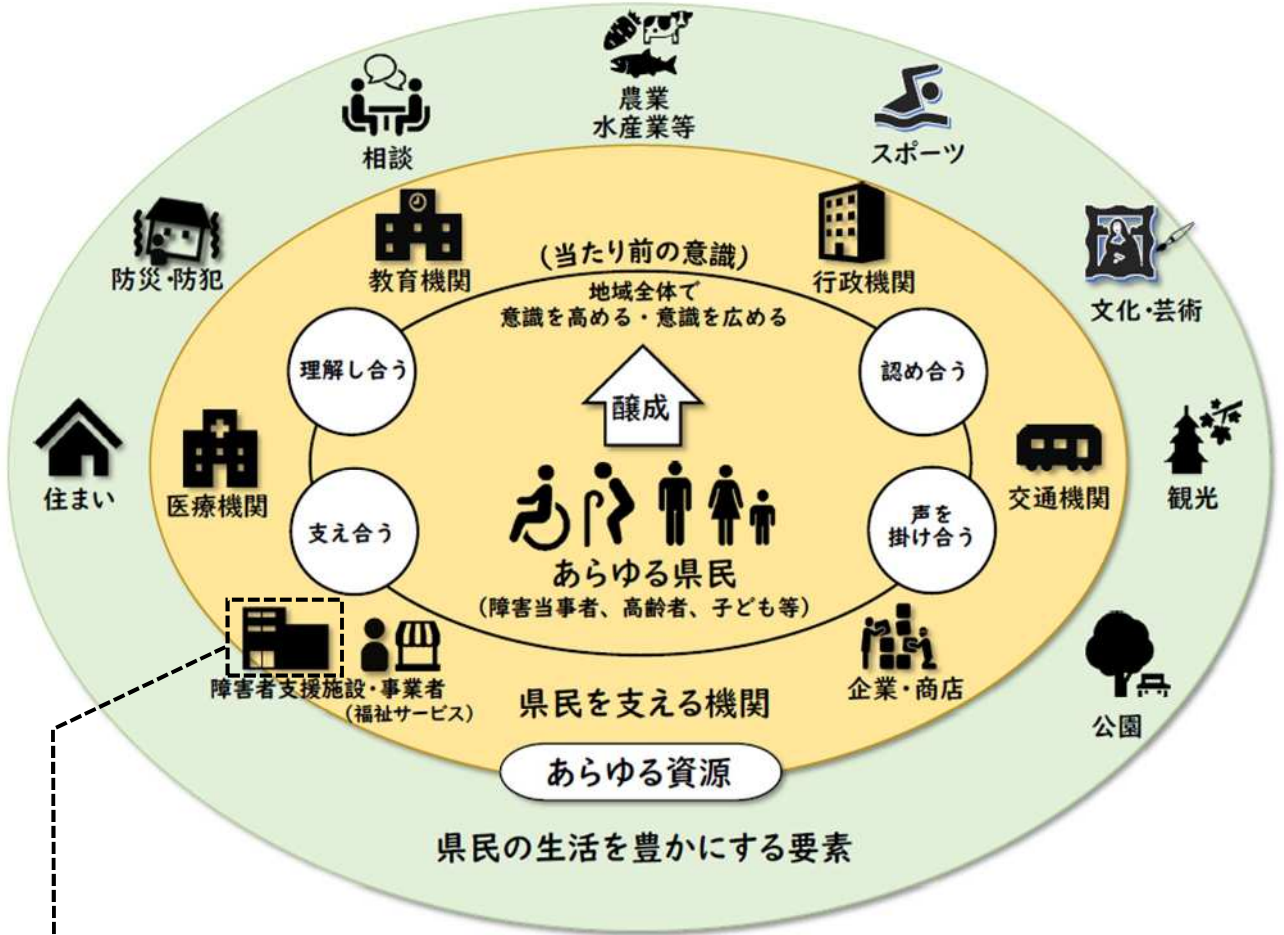 農業
水産業等
相談
スポーツ
防災・防犯
教育機関
(当たり前の意識)
行政機関
文化・芸術
地域全体で
意識を高める・意識を広める
理解し合う
認め合う
醸成
住まい
医療機関
交通機関
観光
支え合う
声を
掛け合う
あらゆる県民
(障害当事者、高齢者、子ども等)
障害者支援施設・事業者
(福祉サービス)
県民を支える機関
企業・商店
公園
あらゆる資源
県民の生活を豊かにする要素